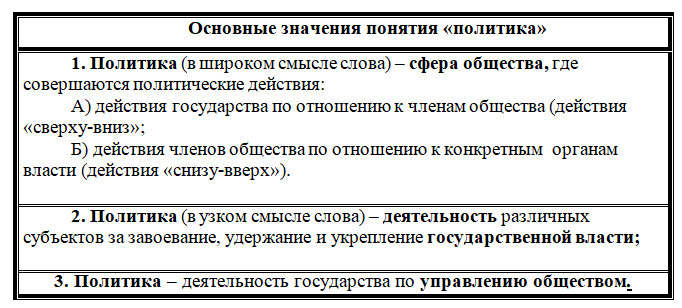 Основные значения понятия «политика»
1. Политика (в широком смысле слова) – сфера общества, где
совершаются политические действия:
А) действия государства по отношению к членам общества (действия
«сверху-вниз»;
Б) действия членов общества по отношению к конкретным органам
власти (действия «снизу-вверх»).
2. Политика (в узком смысле слова) – деятельность различных
субъектов за завоевание, удержание и укрепление государственной власти;
3. Политика – деятельность государства по управлению обществом.